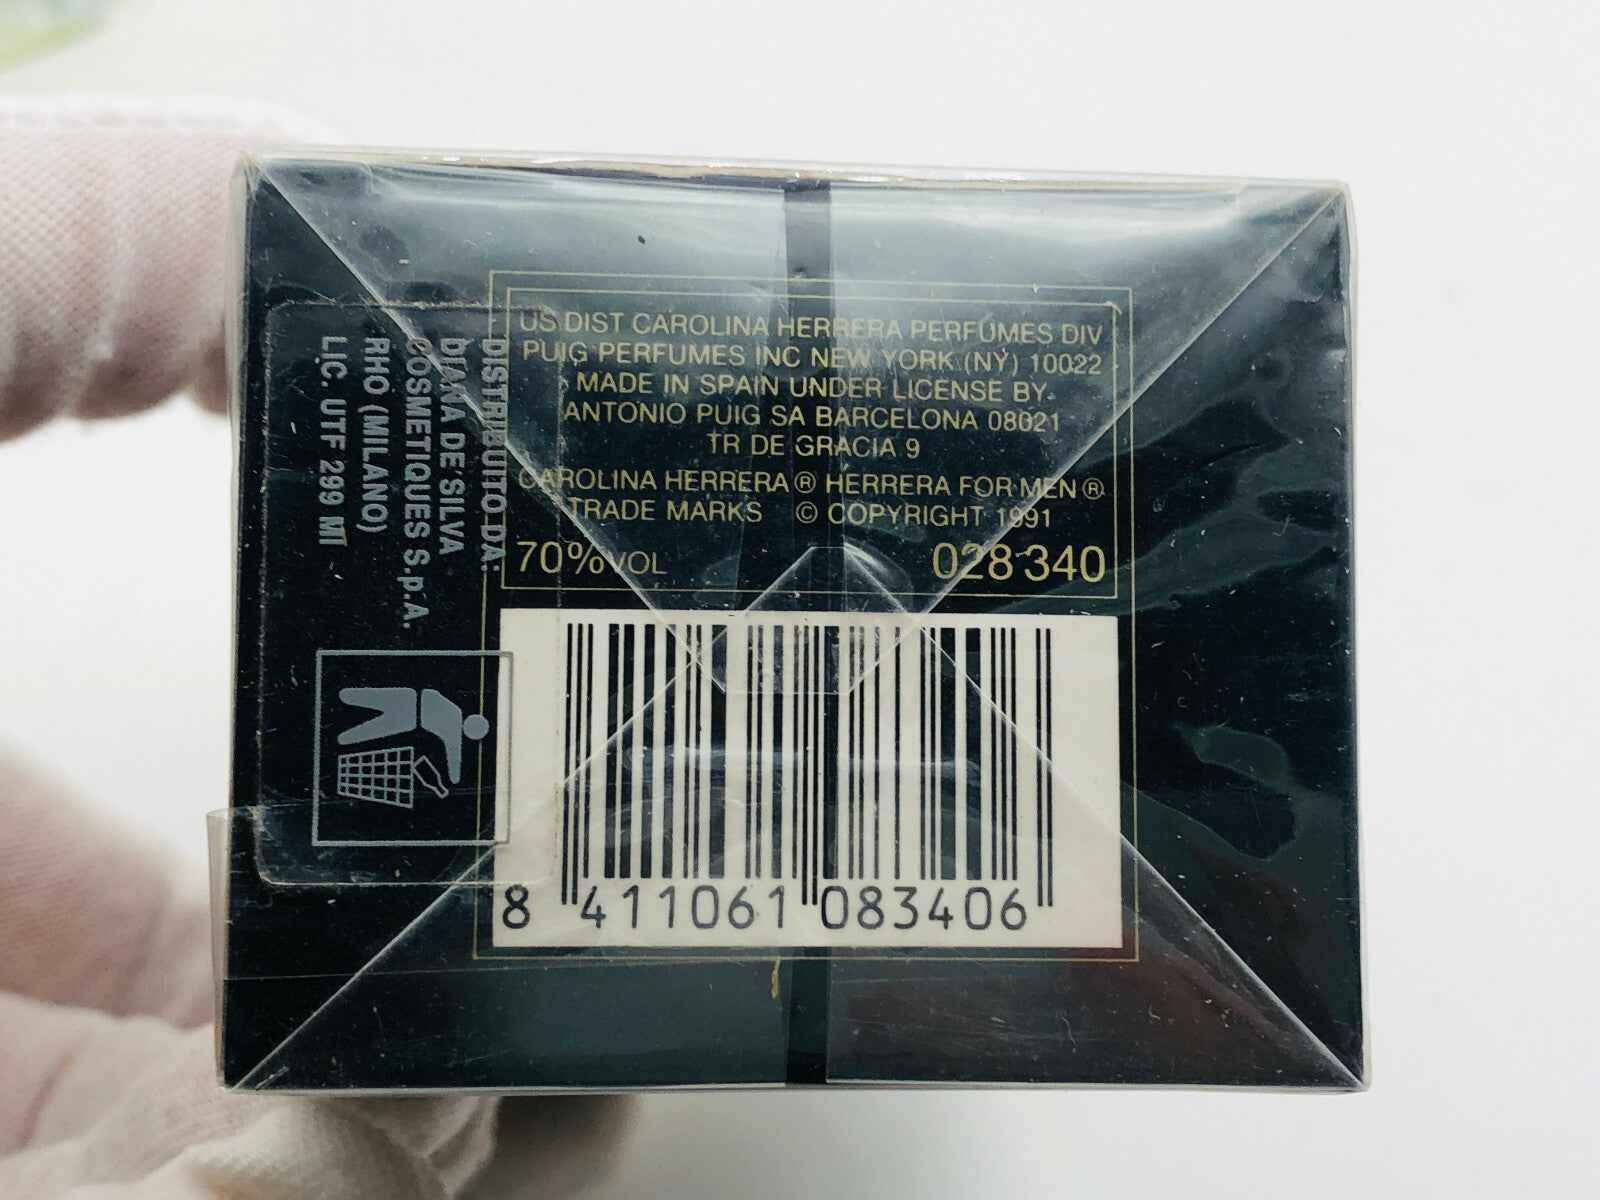 US DIST CAROLINA HERRERA PERFUMES DIV
PUIG PERFUMES INC NEW YORK (NY) 10022
MADE IN SPAIN UNDER LICENSE BY
ANTONIO PUIG SA BARCELONA 08021
TR DE GRACIA 9
CAROLINA HERRERA® HERRERA FOR MEN®
TRADE MARKS © COPYRIGHT 1991
70% VOL 028340
8 411061 083406
DISTRIBUITO DA:
DIANA DE SILVA
COSMETIQUES S.p.A.
RHO (MILANO)
LIC. UTF 299 MI